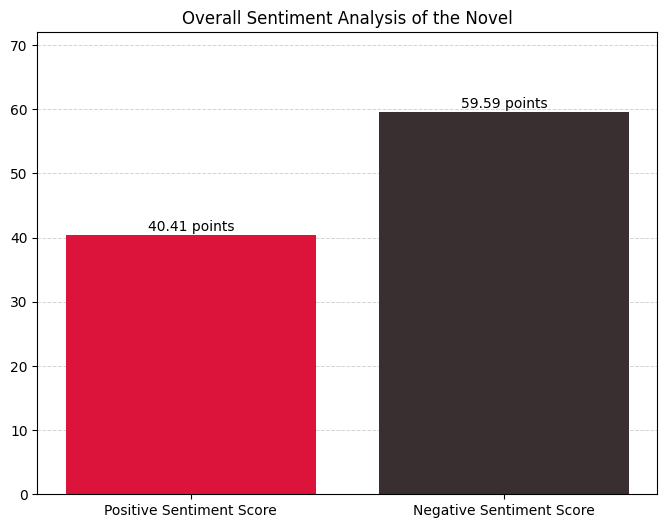 Overall Sentiment Analysis of the Novel
70
60
50
40
30
20
10
0
59.59 points
40.41 points
Positive Sentiment Score
Negative Sentiment Score